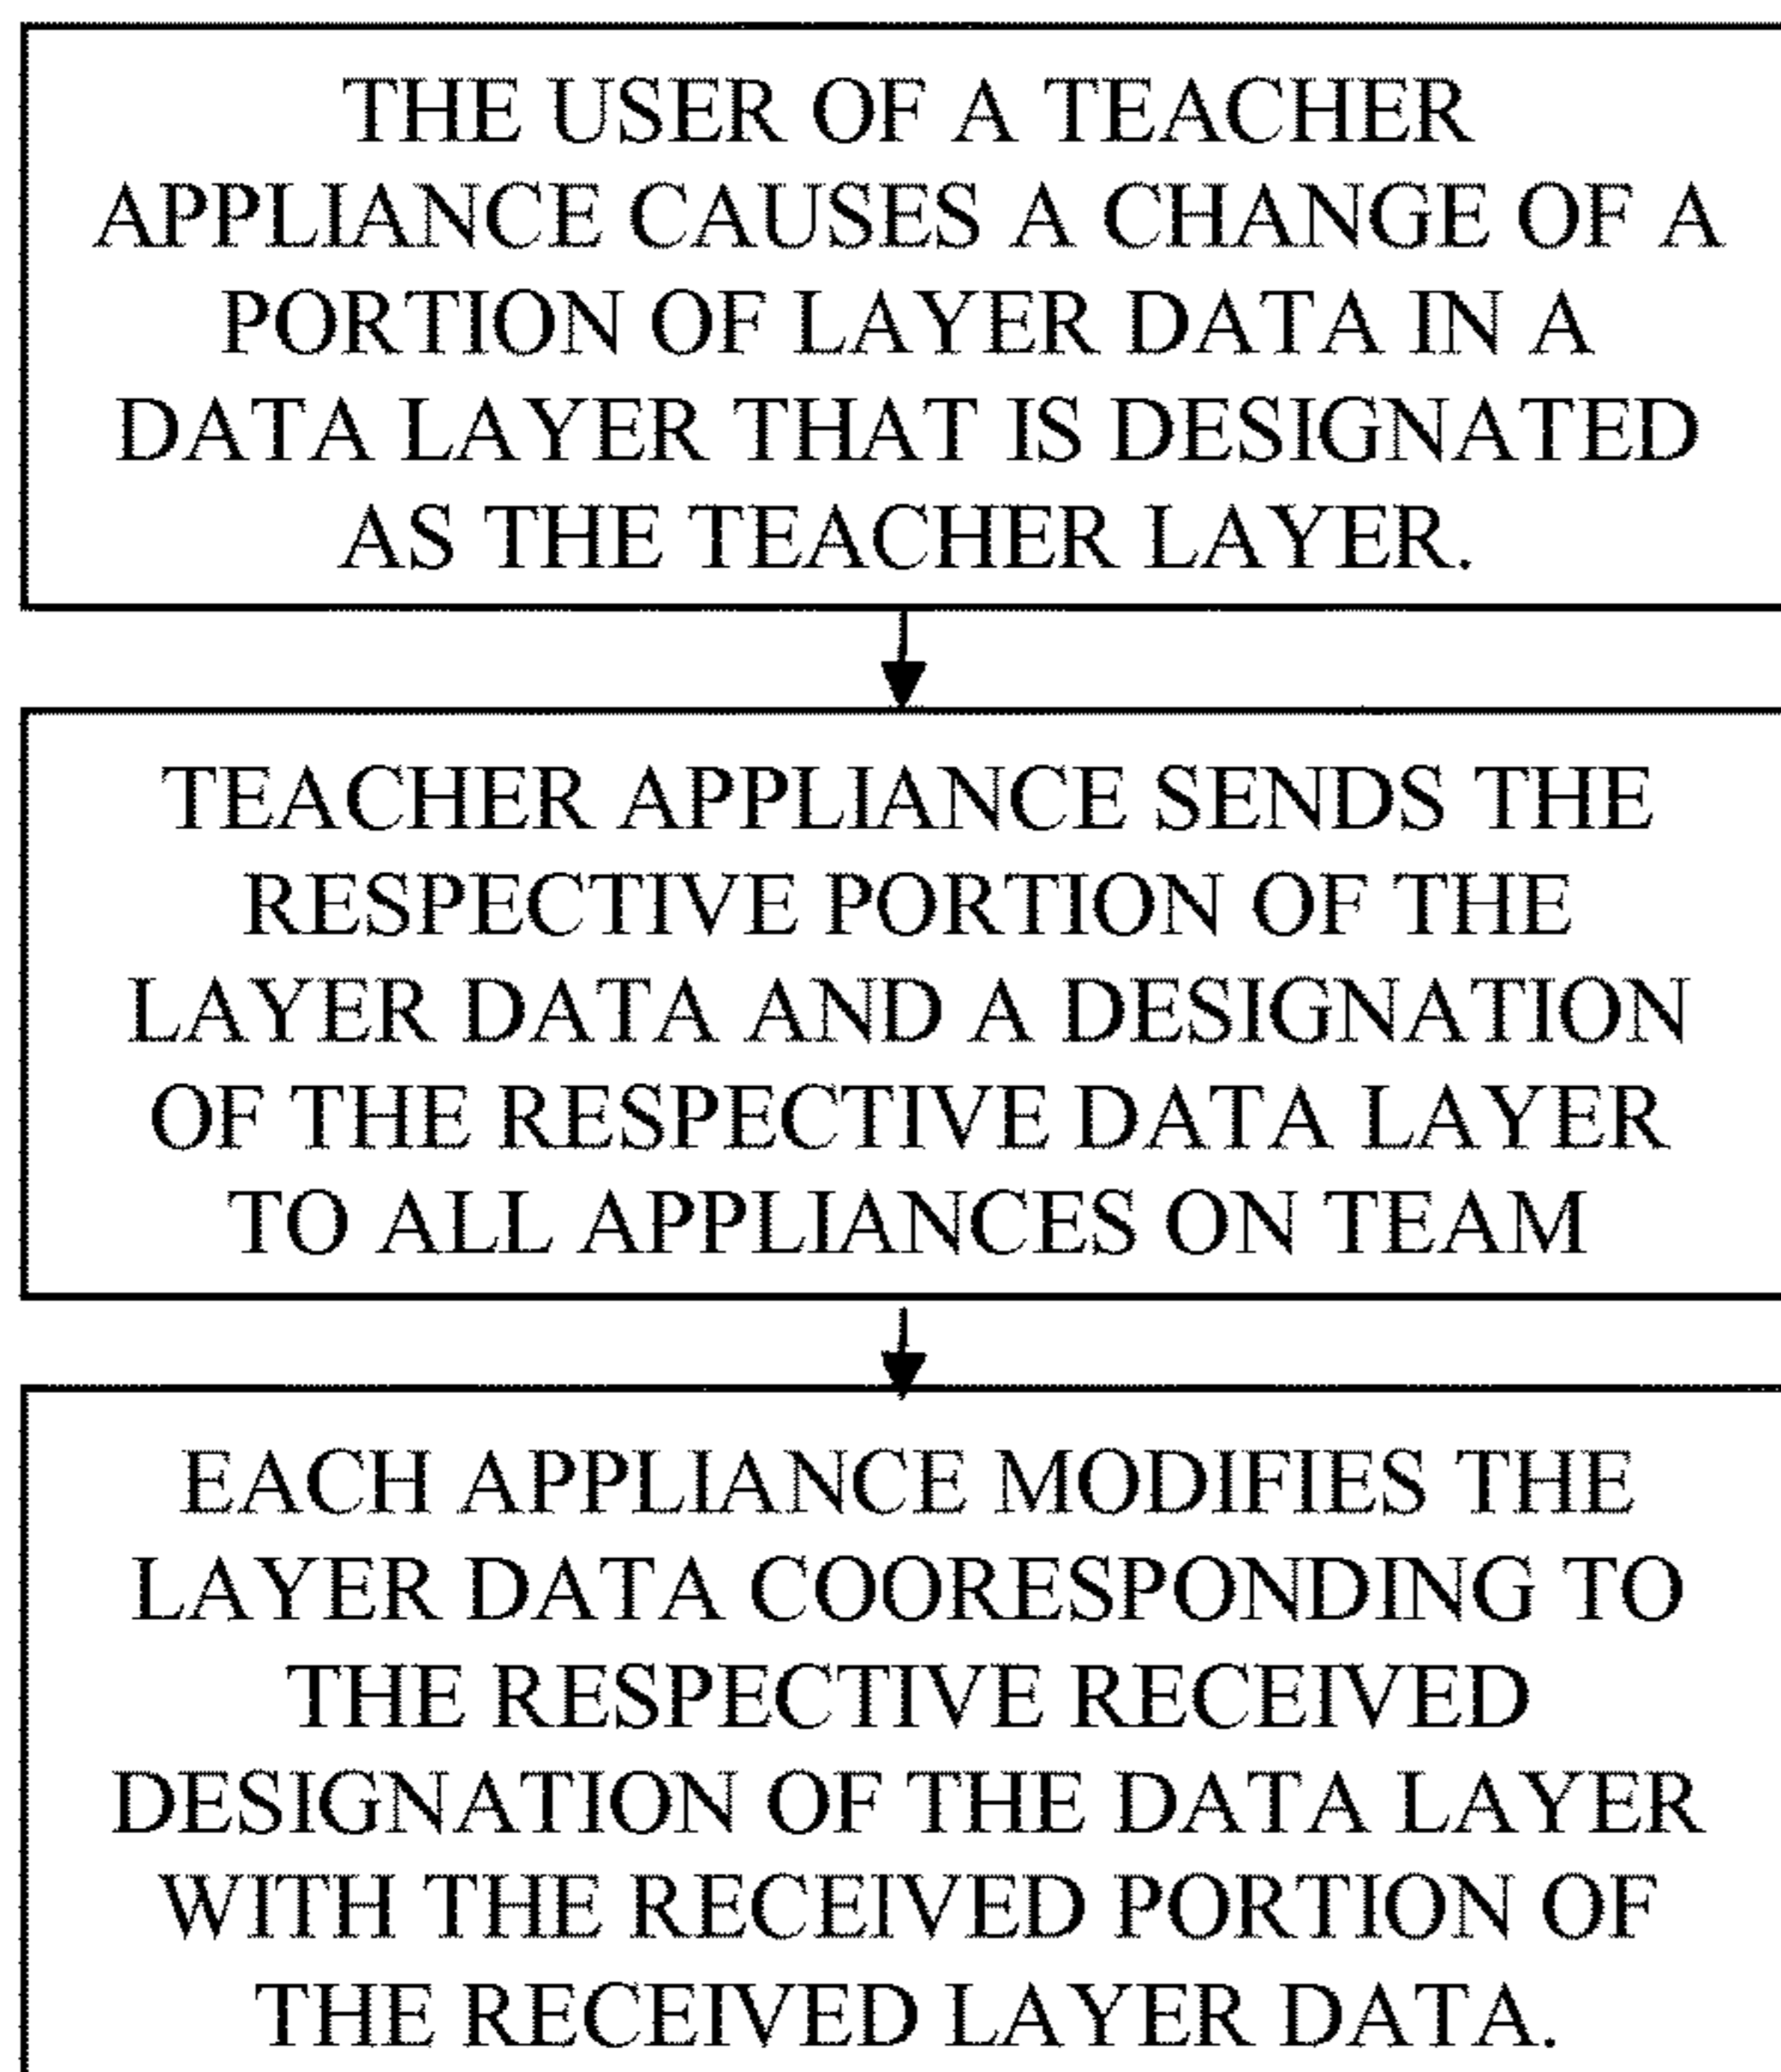 THE USER OF A TEACHER
APPLIANCE CAUSES A CHANGE OF A
PORTION OF LAYER DATA IN A
DATA LAYER THAT IS DESIGNATED
AS THE TEACHER LAYER.
TEACHER APPLIANCE SENDS THE
RESPECTIVE PORTION OF THE
LAYER DATA AND A DESIGNATION
OF THE RESPECTIVE DATA LAYER
TO ALL APPLIANCES ON TEAM
EACH APPLIANCE MODIFIES THE
LAYER DATA COORESPONDING TO
THE RESPECTIVE RECEIVED
DESIGNATION OF THE DATA LAYER
WITH THE RECEIVED PORTION OF
THE RECEIVED LAYER DATA.